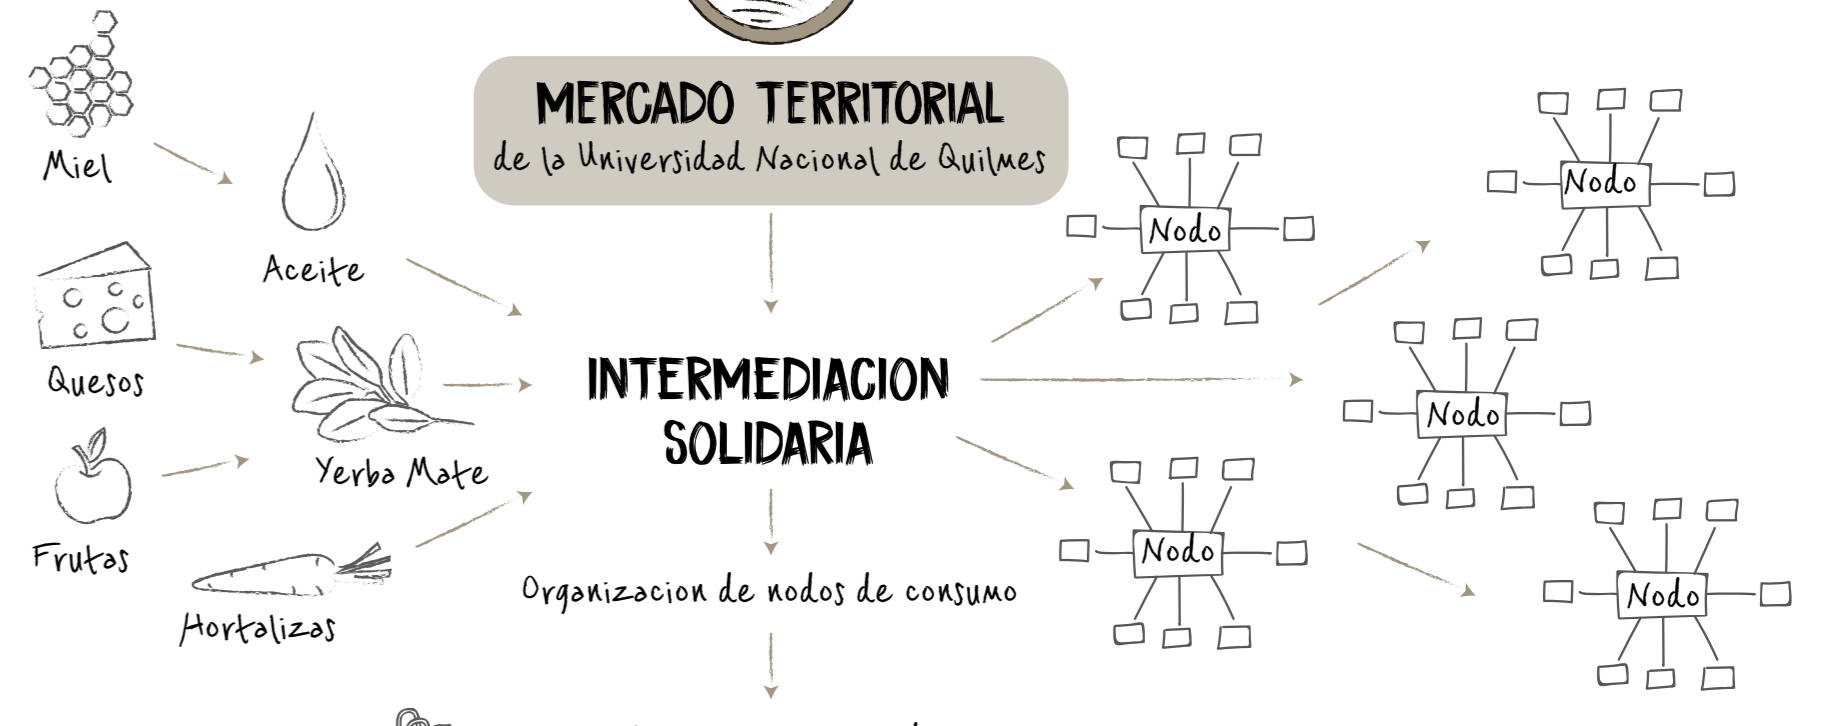 MERCADO TERRITORIAL
de la Universidad Nacional de Quilmes
Miel
Aceite
Quesos
Yerba Mate
Frutas
Hortalizas
INTERMEDIACION
SOLIDARIA
Organizacion de nodos de consumo
Nodo
Nodo
Nodo
Nodo
Nodo